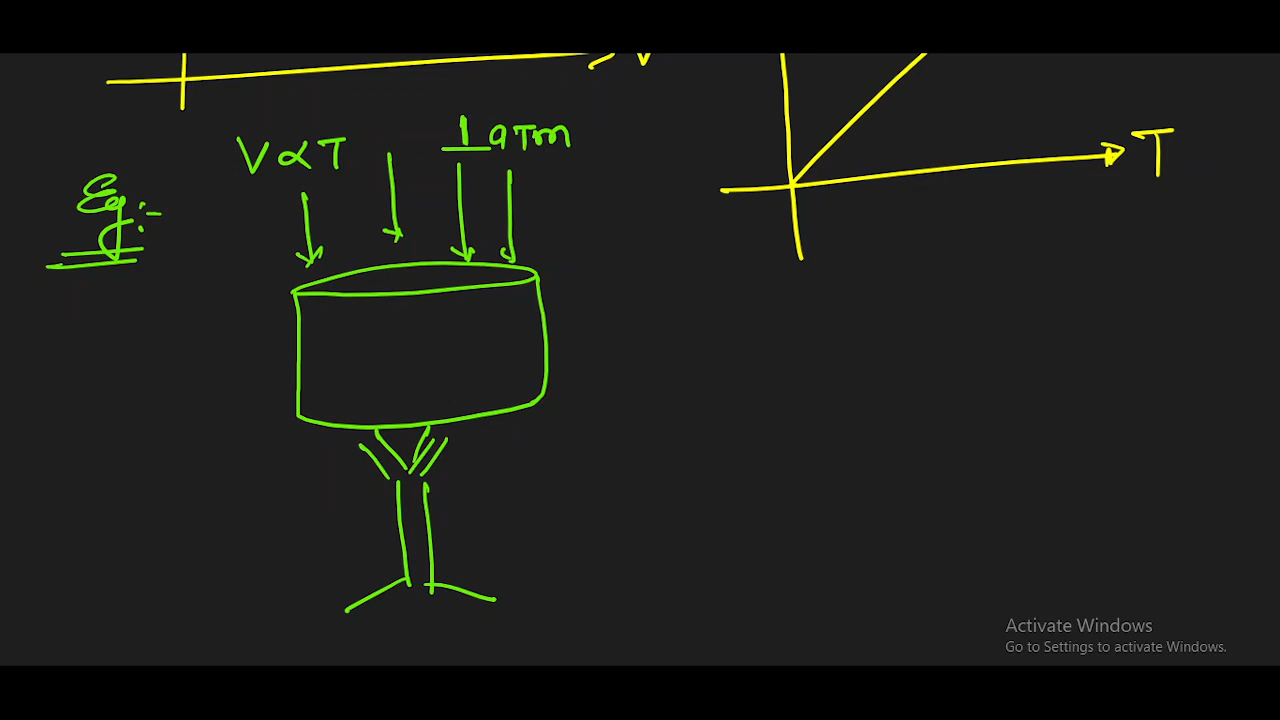 V
V ∝ T
1 aTm
T
Eg:-
Activate Windows
Go to Settings to activate Windows.